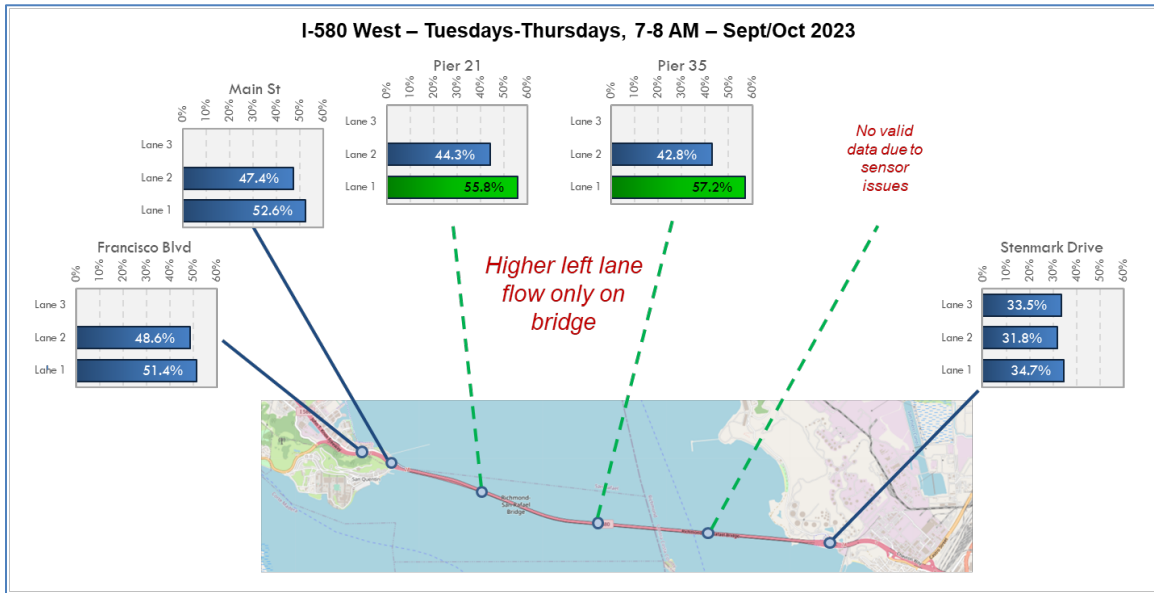 I-580 West – Tuesdays-Thursdays, 7-8 AM – Sept/Oct 2023
Main St
0% 10% 20% 30% 40% 50% 60%
Lane 3
Lane 2 47.4%
Lane 1 52.6%
Pier 21
0% 10% 20% 30% 40% 50% 60%
Lane 3
Lane 2 44.3%
Lane 1 55.8%
Pier 35
0% 10% 20% 30% 40% 50% 60%
Lane 3
Lane 2 42.8%
Lane 1 57.2%
No valid
data due to
sensor
issues
Francisco Blvd
0% 10% 20% 30% 40% 50% 60%
Lane 3
Lane 2 48.6%
Lane 1 51.4%
Higher left lane
flow only on
bridge
Stenmark Drive
0% 10% 20% 30% 40% 50% 60%
Lane 3 33.5%
Lane 2 31.8%
Lane 1 34.7%
San Quentin
Richmond-
San Rafael
Bridge